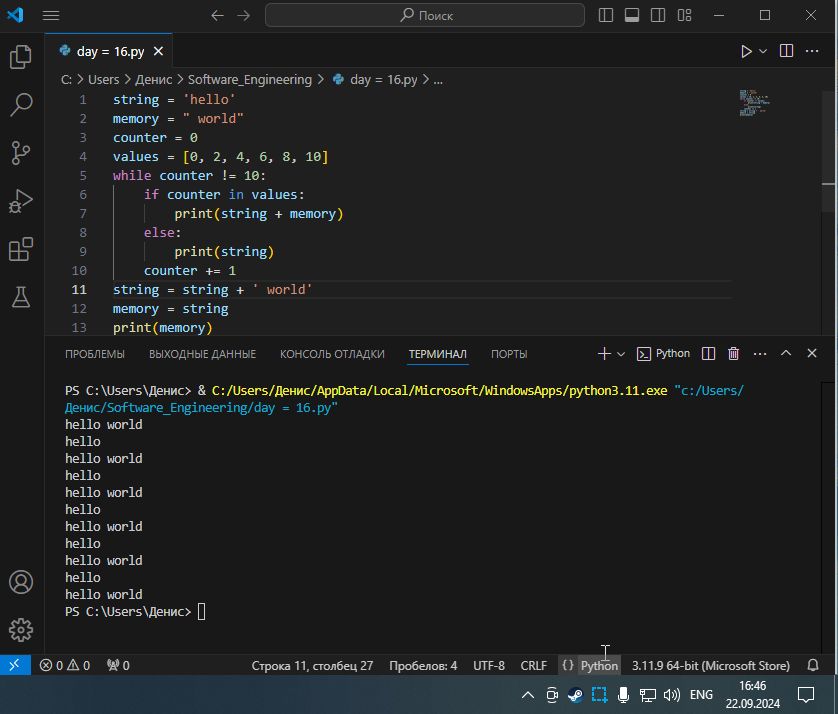 Поиск
day = 16.py
C: > Users > Денис > Software_Engineering > day = 16.py > ...
1 string = 'hello'
2 memory = " world"
3 counter = 0
4 values = [0, 2, 4, 6, 8, 10]
5 while counter != 10:
6 if counter in values:
7 print(string + memory)
8 else:
9 print(string)
10 counter += 1
11 string = string + ' world'
12 memory = string
13 print(memory)
ПРОБЛЕМЫ ВЫХОДНЫЕ ДАННЫЕ КОНСОЛЬ ОТЛАДКИ ТЕРМИНАЛ ПОРТЫ Python
PS C:\Users\Денис> & C:/Users/Денис/AppData/Local/Microsoft/WindowsApps/python3.11.exe "c:/Users/
Денис/Software_Engineering/day = 16.py"
hello world
hello
hello world
hello
hello world
hello
hello world
hello
hello world
hello
hello world
PS C:\Users\Денис>
0 0 0 Строка 11, столбец 27 Пробелов: 4 UTF-8 CRLF {} Python 3.11.9 64-bit (Microsoft Store)
ENG 16:46
22.09.2024